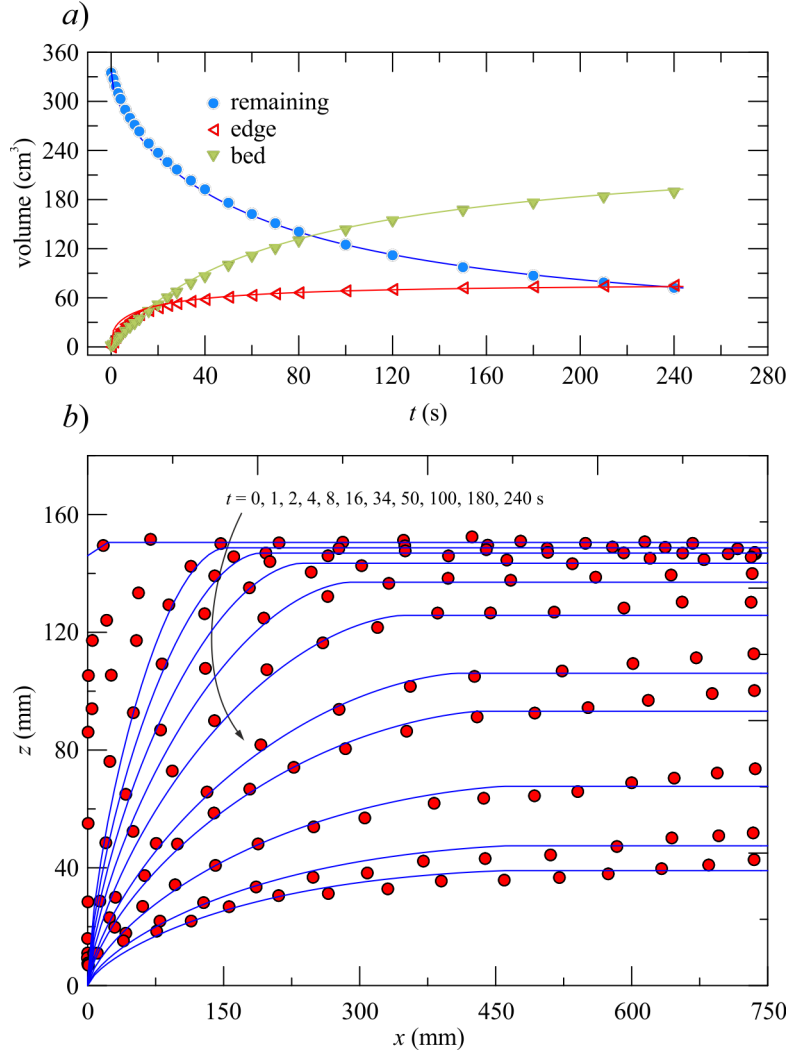 a)
360
300
240
180
120
60
0
volume (cm³)
remaining
edge
bed
0 40 80 120 160 200 240 280
t (s)
b)
t = 0, 1, 2, 4, 8, 16, 34, 50, 100, 180, 240 s
160
120
80
40
0
z (mm)
0 150 300 450 600 750
x (mm)